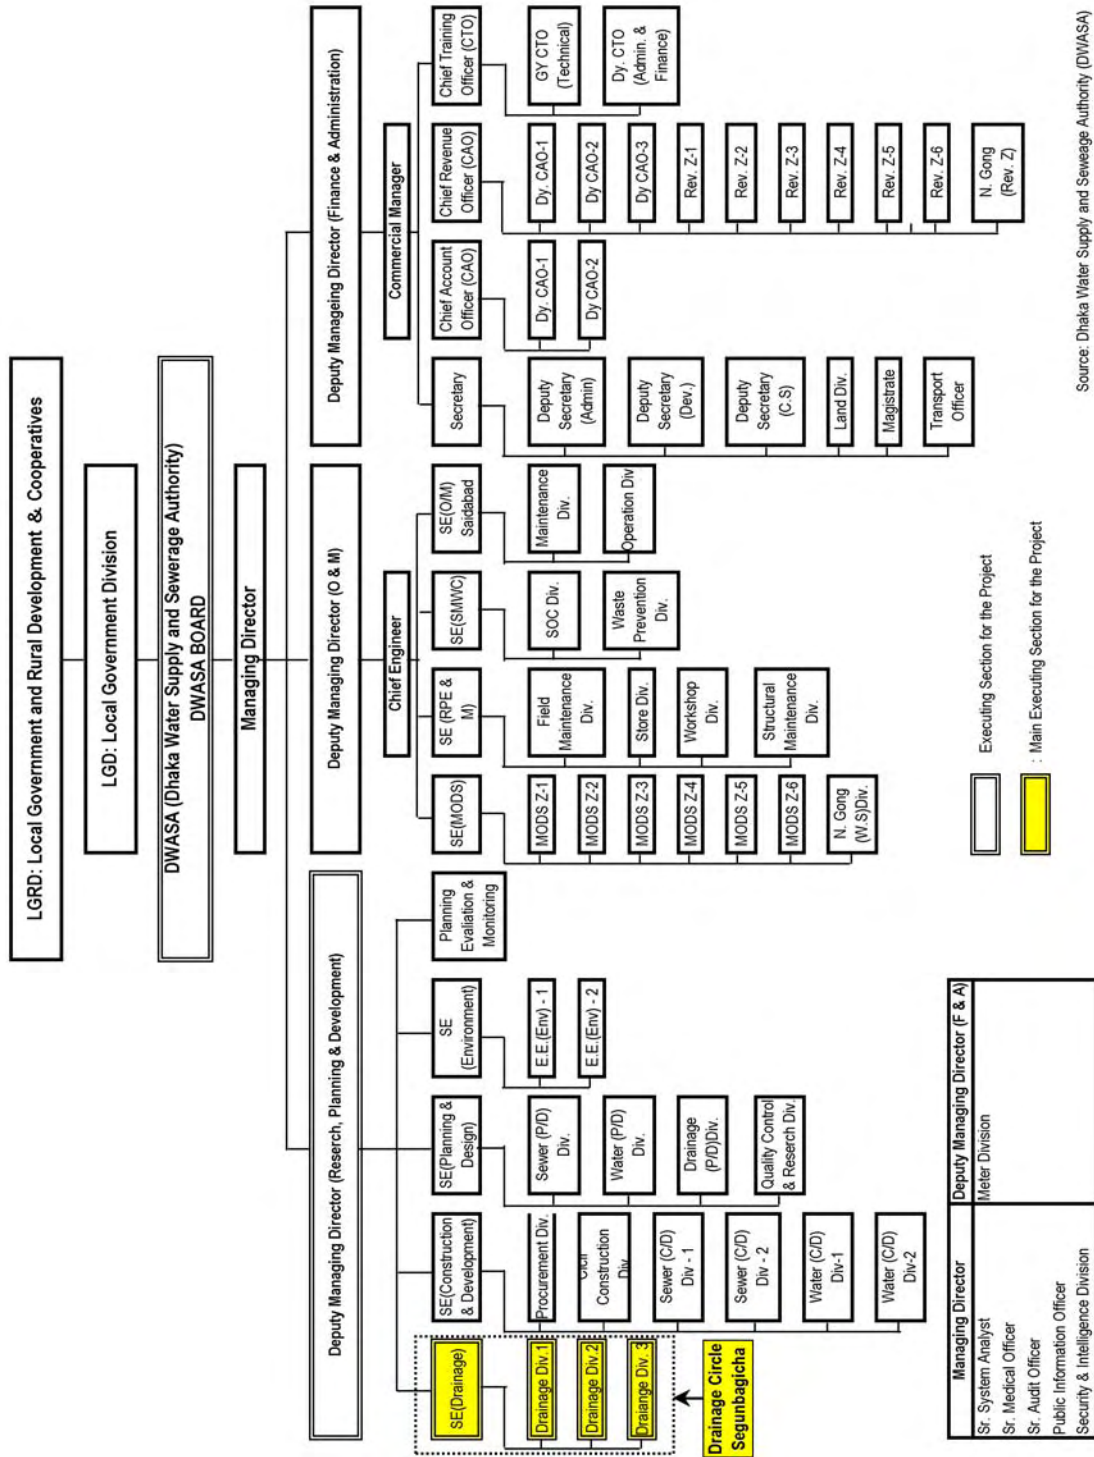 LGRD: Local Government and Rural Development & Cooperatives
LGD: Local Government Division
DWASA (Dhaka Water Supply and Sewerage Authority)
DWASA BOARD
Managing Director
Deputy Managing Director (Reserch, Planning & Development)
SE(Drainage)
Drainage Div.1
Drainage Div.2
Draiange Div. 3
Drainage Circle
Segunbagicha
SE(Construction
& Development)
Procurement Div.
Construction
Div
Sewer (C/D)
Div - 1
Sewer (C/D)
Div - 2
Water (C/D)
Div-1
Water (C/D)
Div-2
SE(Planning &
Design)
Sewer (P/D)
Div.
Water (P/D)
Div.
Drainage
(P/D)Div.
Quality Control
& Reserch Div.
SE
(Environment)
E.E.(Env) - 1
E.E.(Env) - 2
Planning
Evaliation &
Monitoring
Deputy Managing Director (O & M)
Chief Engineer
SE(MODS)
MODS Z-1
MODS Z-2
MODS Z-3
MODS Z-4
MODS Z-5
MODS Z-6
N. Gong
(W.S)Div.
SE (RPE &
M)
Field
Maintenance
Div.
Store Div.
Workshop
Div.
Structural
Maintenance
Div.
SE(SMWC)
SOC Div.
Waste
Prevention
Div.
SE(O/M)
Saidabad
Maintenance
Div.
Operation Div
Deputy Manageing Director (Finance & Administration)
Commercial Manager
Secretary
Deputy
Secretary
(Admin)
Deputy
Secretary
(Dev.)
Deputy
Secretary
(C.S)
Land Div.
Magistrate
Transport
Officer
Chief Account
Officer (CAO)
Dy. CAO-1
Dy CAO-2
Chief Revenue
Officer (CAO)
Dy. CAO-1
Dy CAO-2
Dy CAO-3
Rev. Z-1
Rev. Z-2
Rev. Z-3
Rev. Z-4
Rev. Z-5
Rev. Z-6
N. Gong
(Rev. Z)
Chief Training
Officer (CTO)
GY CTO
(Technical)
Dy. CTO
(Admin. &
Finance)
Managing Director
Sr. System Analyst
Sr. Medical Officer
Sr. Audit Officer
Public Information Officer
Security & Intelligence Division
Deputy Managing Director (F & A)
Meter Division
Executing Section for the Project
: Main Executing Section for the Project
Source: Dhaka Water Supply and Seweage Authority (DWASA)